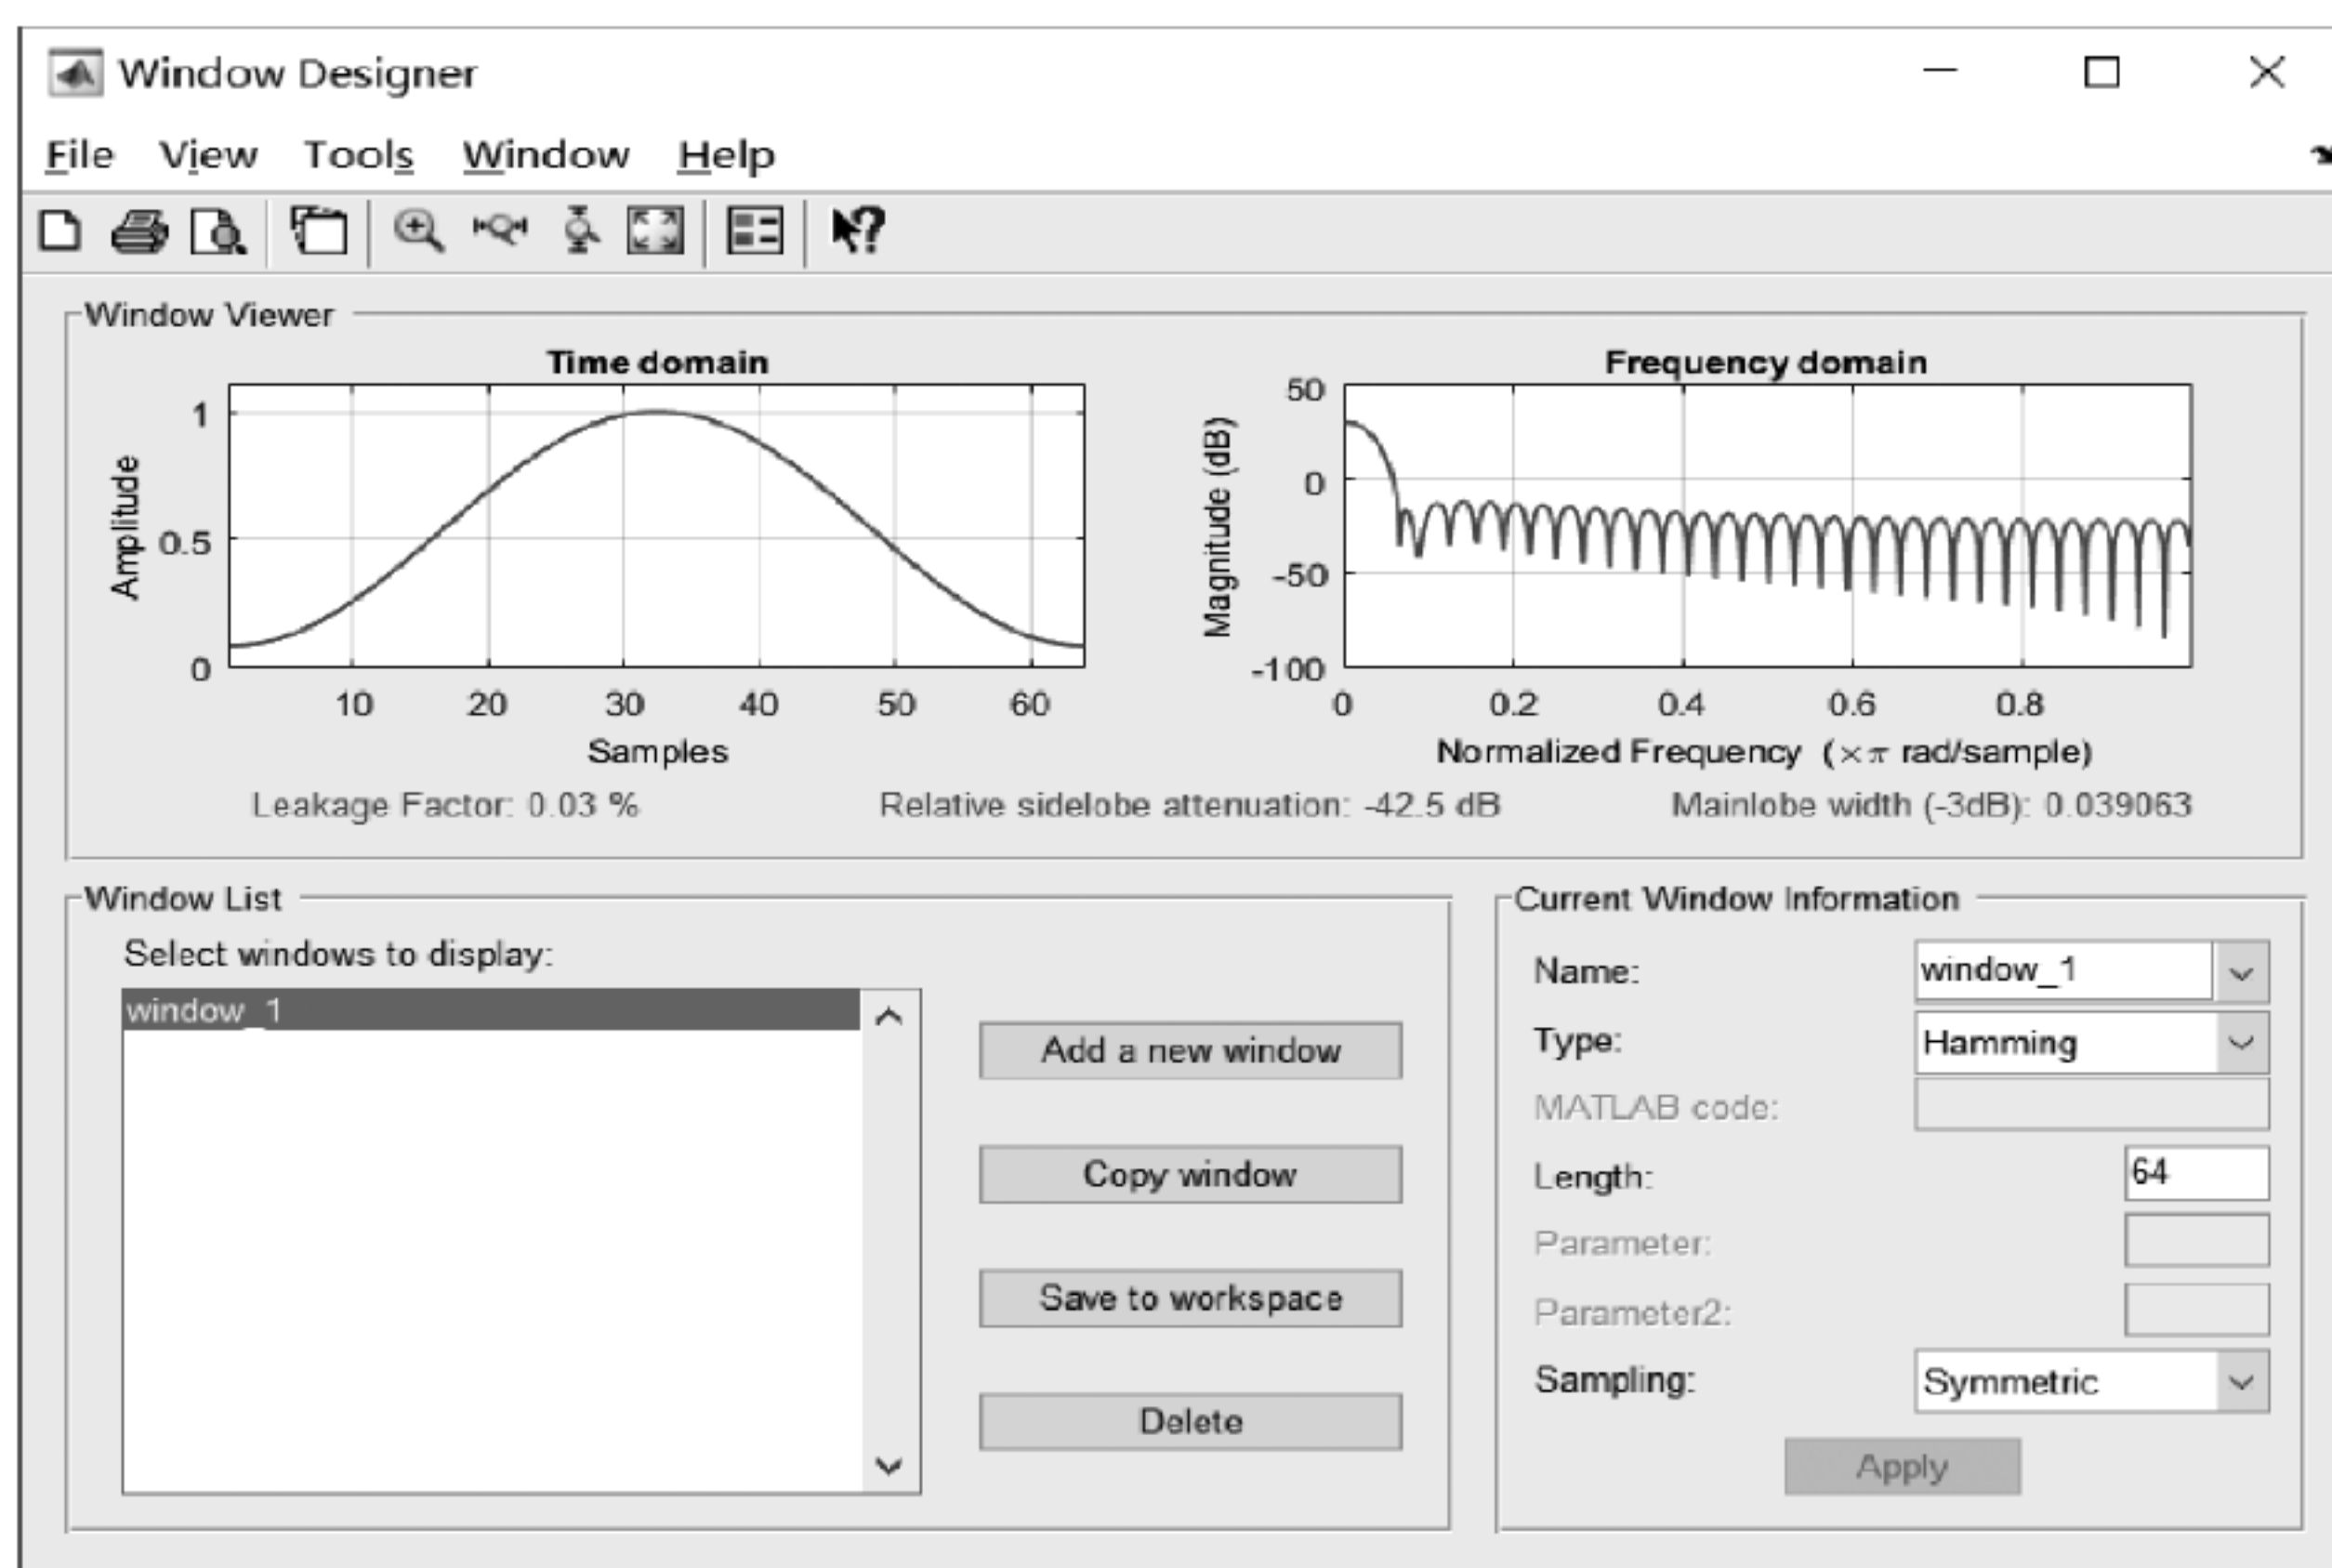 Window Designer
File View Tools Window Help
Window Viewer
Time domain
Amplitude
1
0.5
0
10 20 30 40 50 60
Samples
Frequency domain
Magnitude (dB)
50
0
-50
-100
0 0.2 0.4 0.6 0.8
Normalized Frequency (×π rad/sample)
Leakage Factor: 0.03 %
Relative sidelobe attenuation: -42.5 dB
Mainlobe width (-3dB): 0.039063
Window List
Select windows to display:
window_1
Add a new window
Copy window
Save to workspace
Delete
Current Window Information
Name: window_1
Type: Hamming
MATLAB code:
Length: 64
Parameter:
Parameter2:
Sampling: Symmetric
Apply